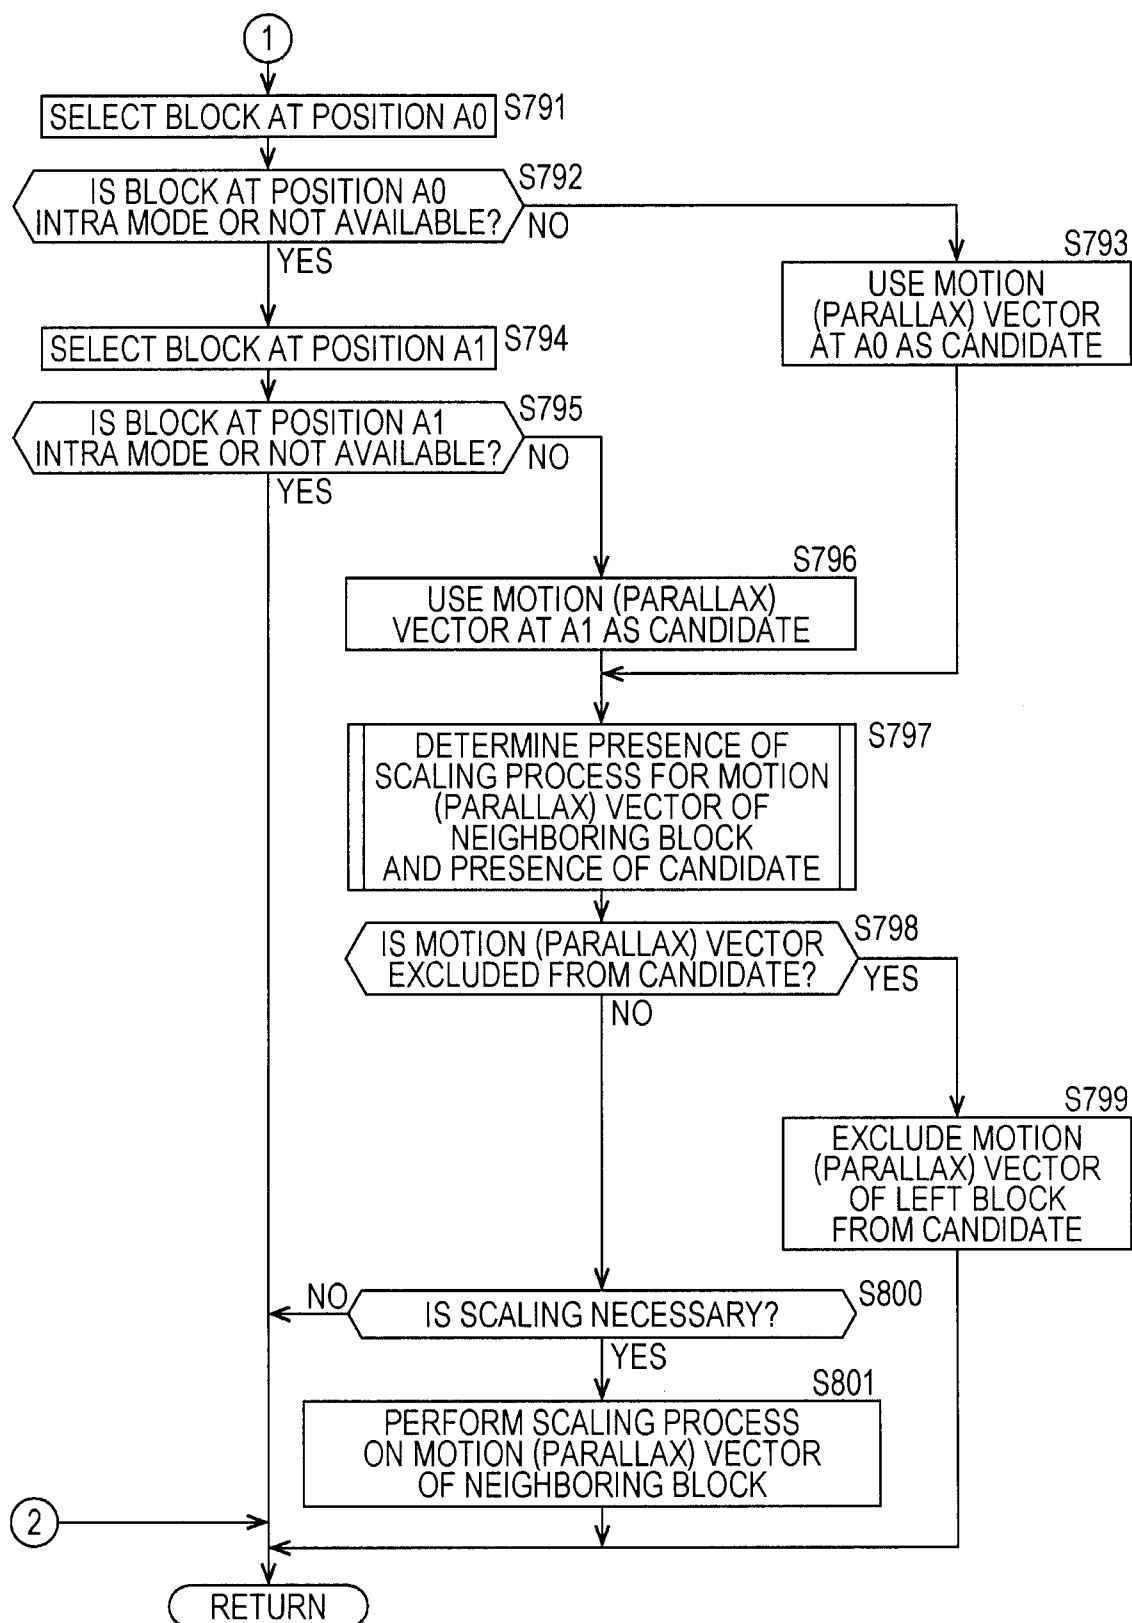 1
SELECT BLOCK AT POSITION A0
S791
IS BLOCK AT POSITION A0
INTRA MODE OR NOT AVAILABLE?
S792
NO
YES
S793
USE MOTION
(PARALLAX) VECTOR
AT A0 AS CANDIDATE
SELECT BLOCK AT POSITION A1
S794
IS BLOCK AT POSITION A1
INTRA MODE OR NOT AVAILABLE?
S795
NO
YES
S796
USE MOTION (PARALLAX)
VECTOR AT A1 AS CANDIDATE
S797
DETERMINE PRESENCE OF
SCALING PROCESS FOR MOTION
(PARALLAX) VECTOR OF
NEIGHBORING BLOCK
AND PRESENCE OF CANDIDATE
S798
IS MOTION (PARALLAX) VECTOR
EXCLUDED FROM CANDIDATE?
YES
NO
S799
EXCLUDE MOTION
(PARALLAX) VECTOR
OF LEFT BLOCK
FROM CANDIDATE
S800
NO
IS SCALING NECESSARY?
YES
S801
PERFORM SCALING PROCESS
ON MOTION (PARALLAX) VECTOR
OF NEIGHBORING BLOCK
2
RETURN